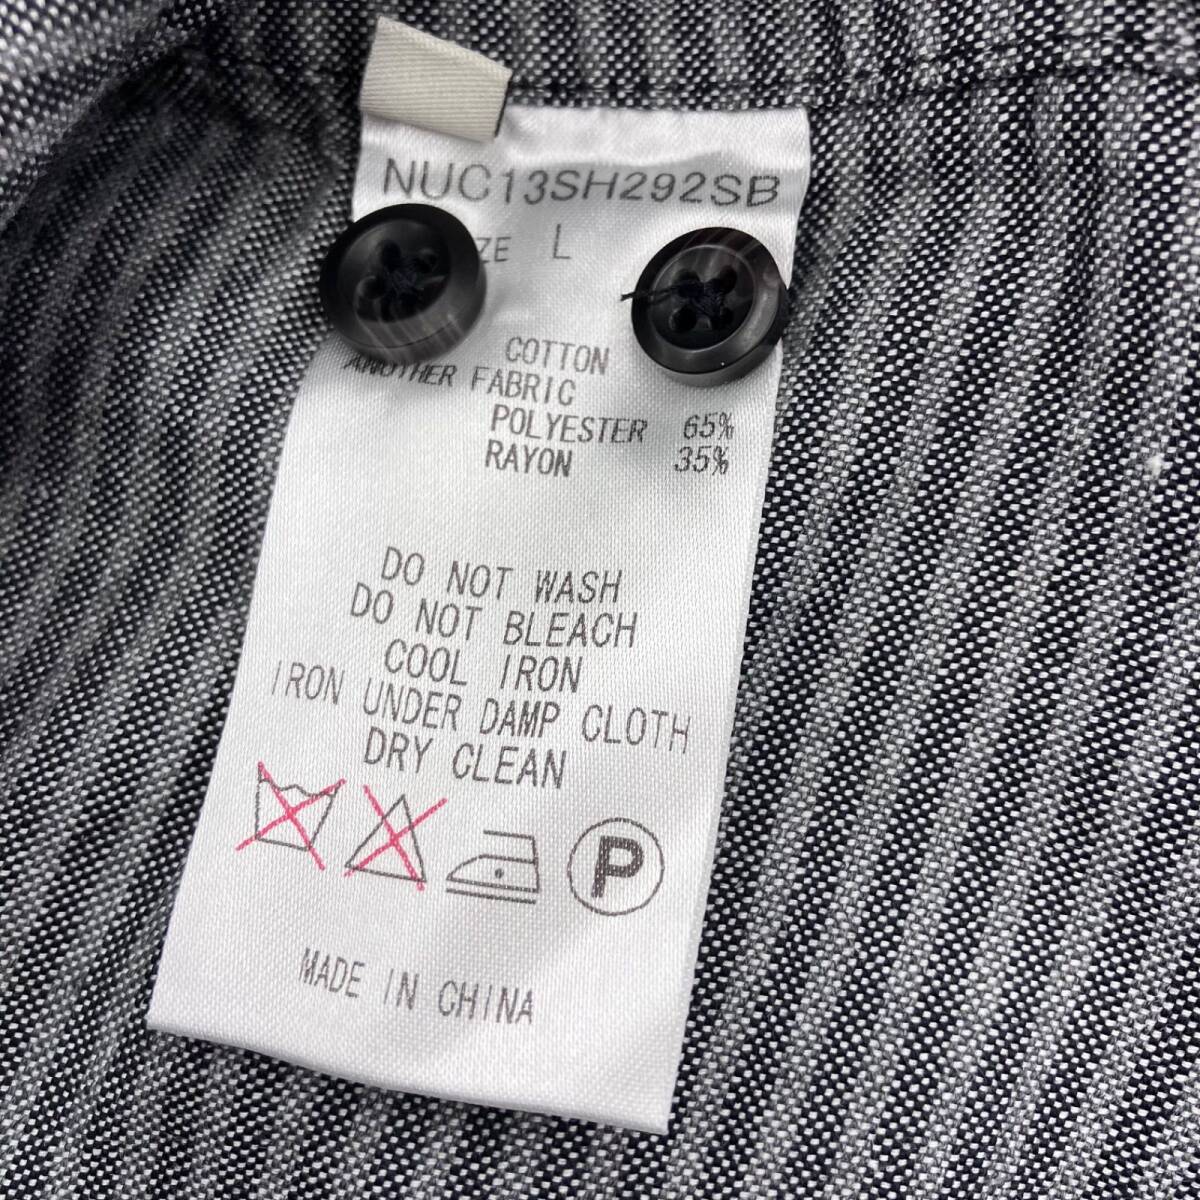 NUC13SH292SB
ZE L
COTTON
ANOTHER FABRIC
POLYESTER 65%
RAYON 35%
DO NOT WASH
DO NOT BLEACH
COOL IRON
IRON UNDER DAMP CLOTH
DRY CLEAN
P
MADE IN CHINA